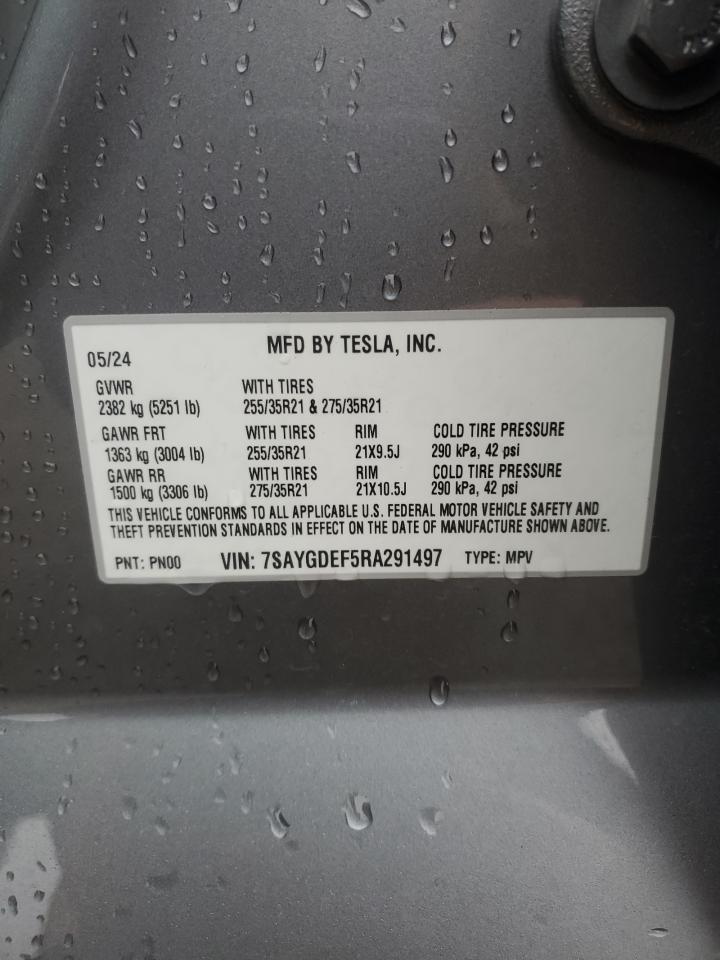 MFD BY TESLA, INC.
05/24
GVWR WITH TIRES
2382 kg (5251 lb) 255/35R21 & 275/35R21
GAWR FRT WITH TIRES RIM COLD TIRE PRESSURE
1363 kg (3004 lb) 255/35R21 21X9.5J 290 kPa, 42 psi
GAWR RR WITH TIRES RIM COLD TIRE PRESSURE
1500 kg (3306 lb) 275/35R21 21X10.5J 290 kPa, 42 psi
THIS VEHICLE CONFORMS TO ALL APPLICABLE U.S. FEDERAL MOTOR VEHICLE SAFETY AND
THEFT PREVENTION STANDARDS IN EFFECT ON THE DATE OF MANUFACTURE SHOWN ABOVE.
PNT: PN00 VIN: 7SAYGDEF5RA291497 TYPE: MPV